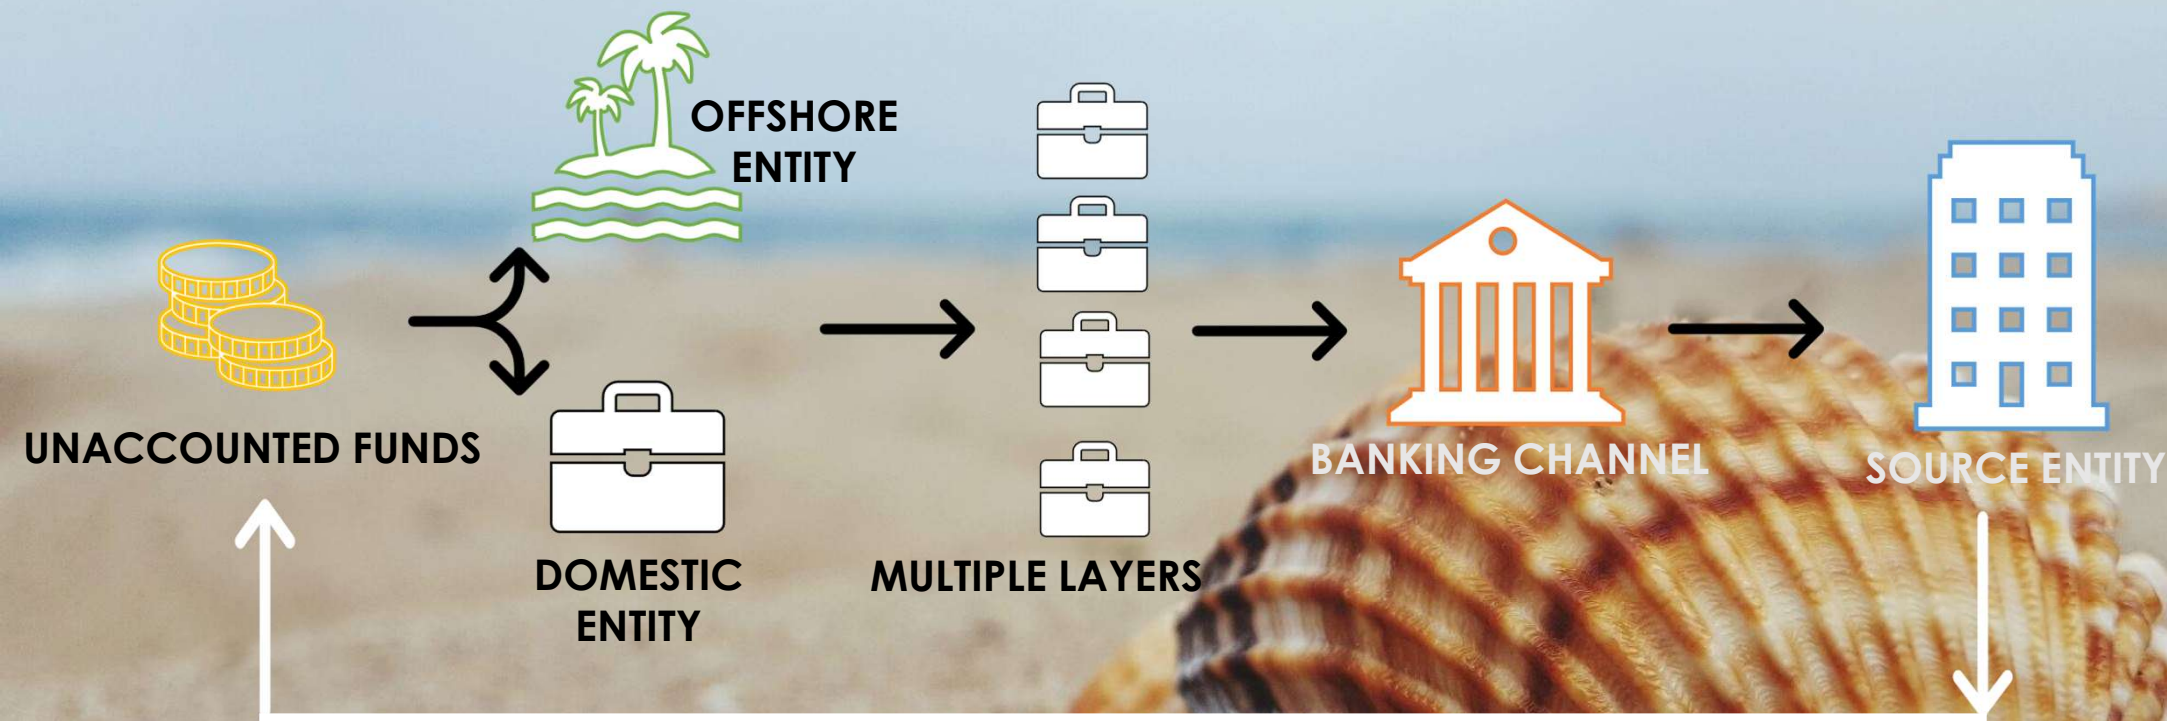 OFFSHORE
ENTITY
UNACCOUNTED FUNDS
DOMESTIC
ENTITY
MULTIPLE LAYERS
BANKING CHANNEL
SOURCE ENTITY